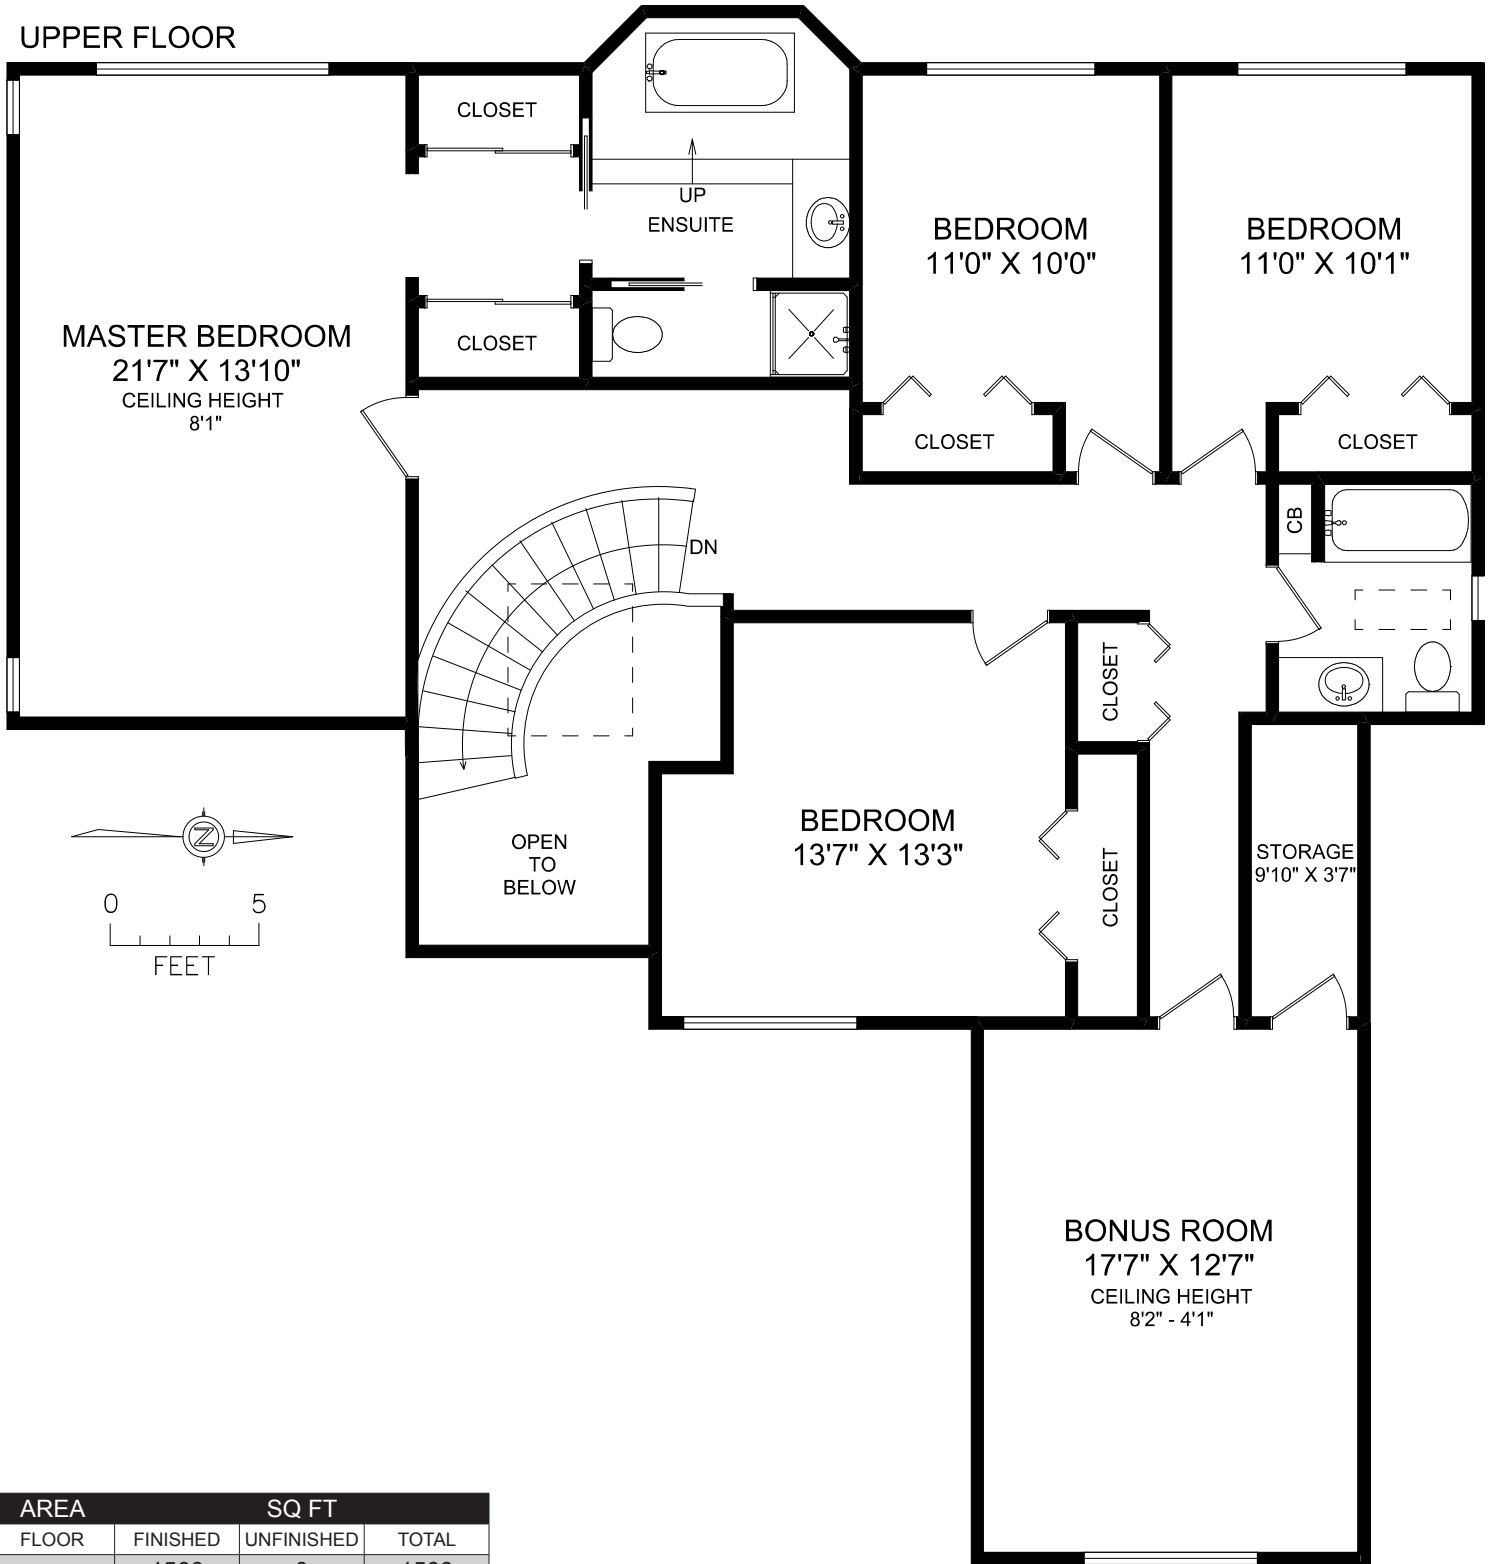 UPPER FLOOR
CLOSET
UP
ENSUITE
CLOSET
MASTER BEDROOM
21'7" X 13'10"
CEILING HEIGHT
8'1"
BEDROOM
11'0" X 10'0"
CLOSET
BEDROOM
11'0" X 10'1"
CLOSET
CB
DN
CLOSET
OPEN
TO
BELOW
BEDROOM
13'7" X 13'3"
CLOSET
STORAGE
9'10" X 3'7"
Z
0 5
FEET
BONUS ROOM
17'7" X 12'7"
CEILING HEIGHT
8'2" - 4'1"
AREA SQ FT
FLOOR FINISHED UNFINISHED TOTAL